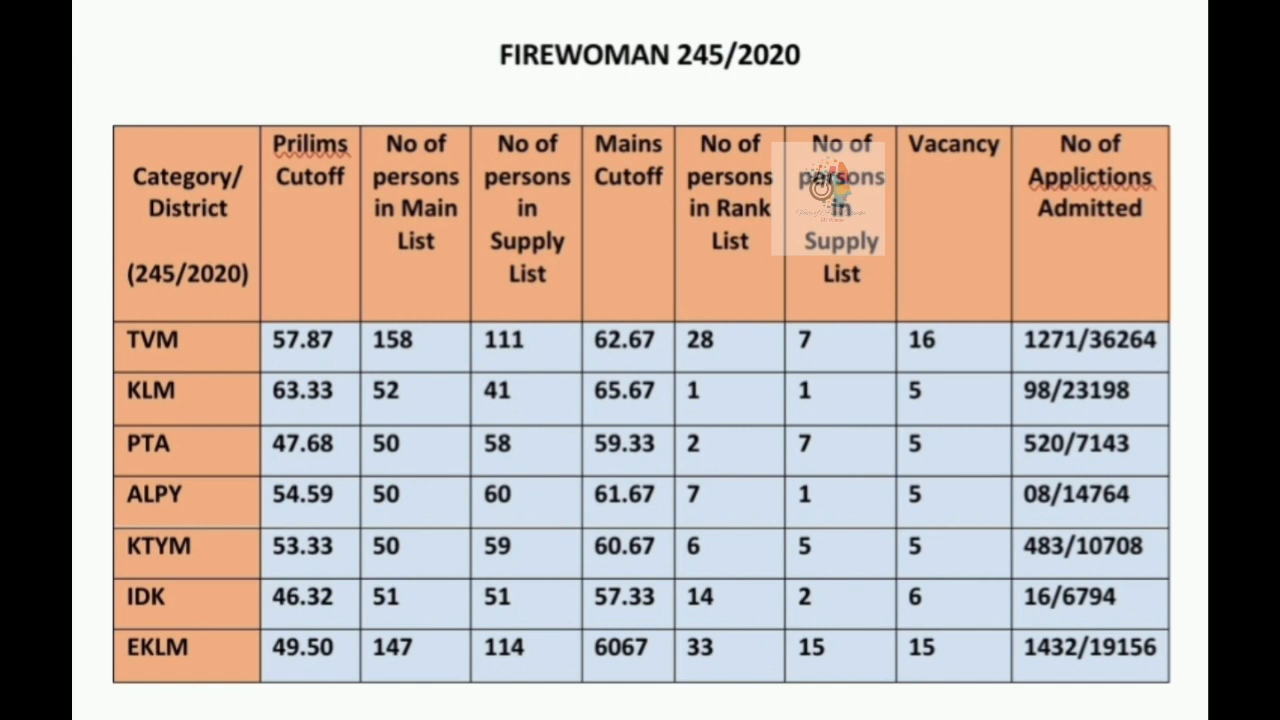 FIREWOMAN 245/2020
Category/ District (245/2020) Prilims Cutoff No of persons in Main List No of persons in Supply List Mains Cutoff No of persons in Rank List No of persons in Supply List Vacancy No of Applictions Admitted
TVM 57.87 158 111 62.67 28 7 16 1271/36264
KLM 63.33 52 41 65.67 1 1 5 98/23198
PTA 47.68 50 58 59.33 2 7 5 520/7143
ALPY 54.59 50 60 61.67 7 1 5 08/14764
KTYM 53.33 50 59 60.67 6 5 5 483/10708
IDK 46.32 51 51 57.33 14 2 6 16/6794
EKLM 49.50 147 114 6067 33 15 15 1432/19156